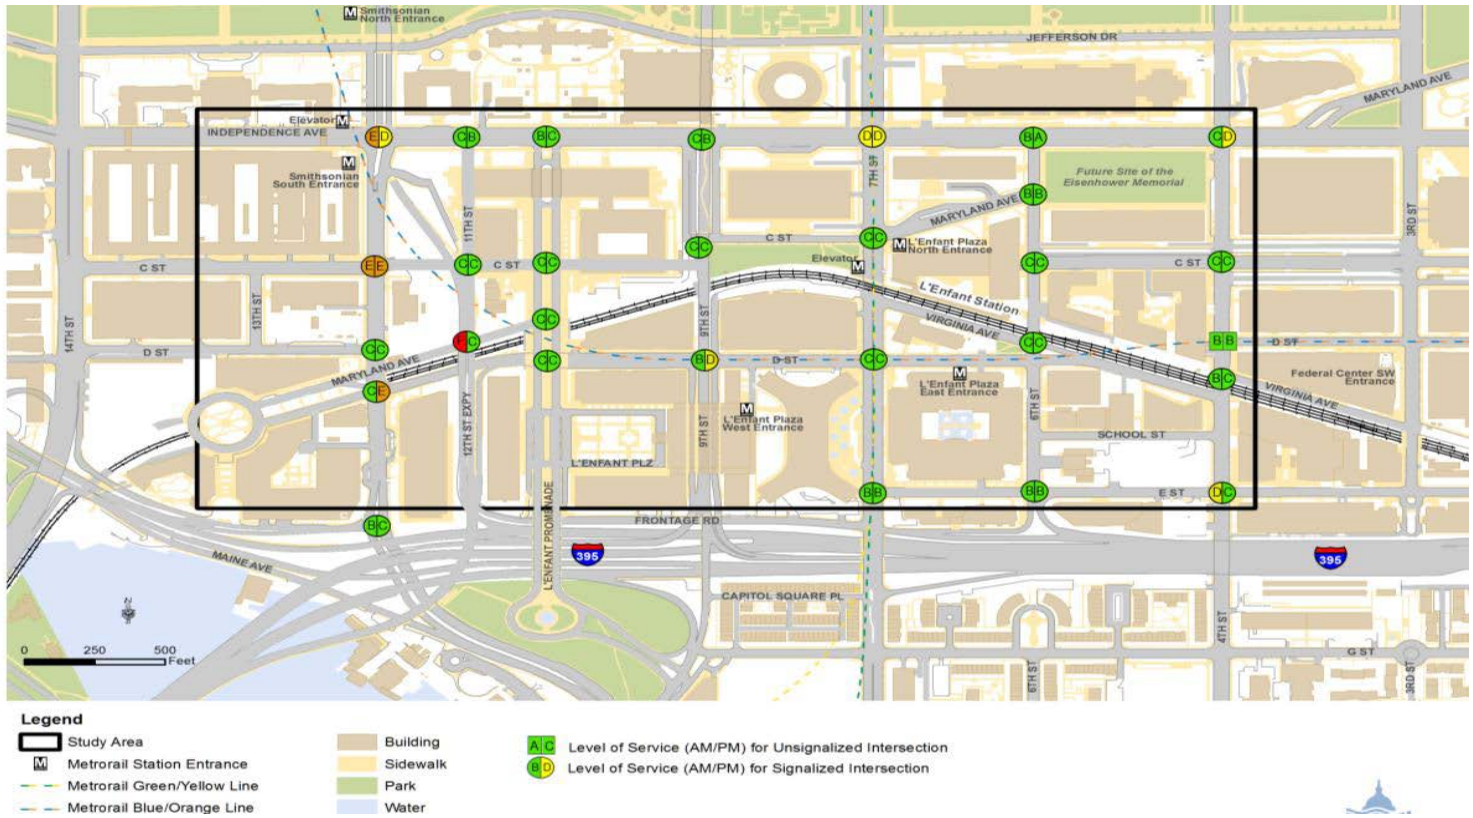 Smithsonian
North Entrance
JEFFERSON DR
MARYLAND AVE
Elevator
INDEPENDENCE AVE
E D
C B
B C
C B
D D
B A
C D
Smithsonian
South Entrance
7TH ST
Future Site of the
Eisenhower Memorial
B B
MARYLAND AVE
11TH ST
3RD ST
C ST
C C
C C
L'Enfant Plaza
North Entrance
C ST
E E
C C
C ST
C C
Elevator
C C
C ST
C C
L'Enfant Station
13TH ST
14TH ST
9TH ST
C C
VIRGINIA AVE
F C
C C
B B
D ST
D ST
C C
MARYLAND AVE
C C
B D
D ST
C C
L'Enfant Plaza
East Entrance
Federal Center SW
Entrance
B C
VIRGINIA AVE
C E
L'Enfant Plaza
West Entrance
6TH ST
12TH ST EXPY
9TH ST
SCHOOL ST
L'ENFANT PLZ
B B
B B
E ST
D C
L'ENFANT PROMENADE
B C
FRONTAGE RD
395
395
MAINE AVE
CAPITOL SQUARE PL
4TH ST
G ST
6TH ST
3RD ST
0 250 500
Feet
Legend
Study Area
M Metrorail Station Entrance
Metrorail Green/Yellow Line
Metrorail Blue/Orange Line
Building
Sidewalk
Park
Water
A C Level of Service (AM/PM) for Unsignalized Intersection
B D Level of Service (AM/PM) for Signalized Intersection